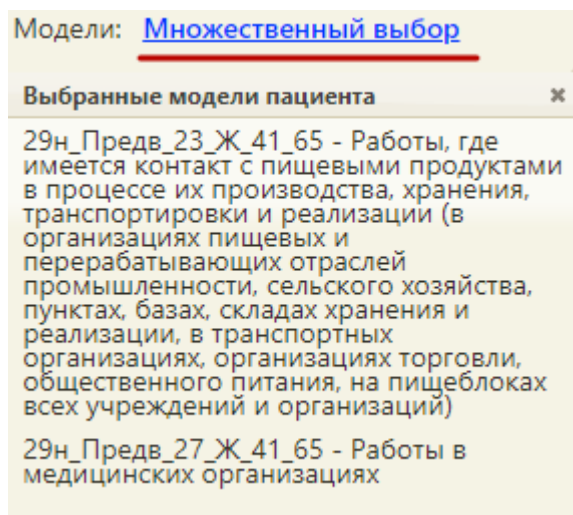 Модели: Множественный выбор
Выбранные модели пациента
29н_Предв_23_Ж_41_65 - Работы, где
имеется контакт с пищевыми продуктами
в процессе их производства, хранения,
транспортировки и реализации (в
организациях пищевых и
перерабатывающих отраслей
промышленности, сельского хозяйства,
пунктах, базах, складах хранения и
реализации, в транспортных
организациях, организациях торговли,
общественного питания, на пищеблоках
всех учреждений и организаций)
29н_Предв_27_Ж_41_65 - Работы в
медицинских организациях